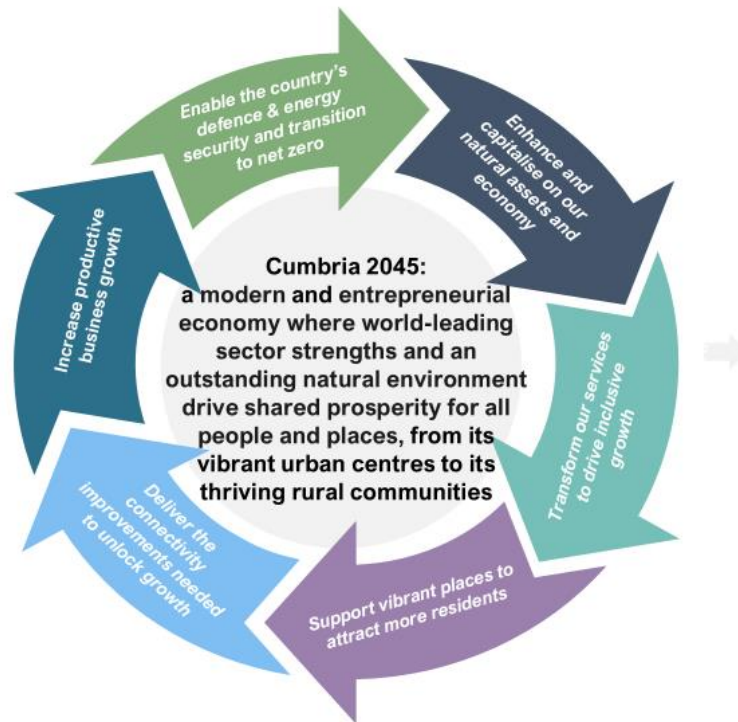 Enable the country's
defence & energy
security and transition
to net zero
Enhance and
capitalise on our
natural assets and
economy
Transform our services
to drive inclusive
growth
Support vibrant places to
attract more residents
Deliver the
connectivity
improvements needed
to unlock growth
Increase productive
business growth
Cumbria 2045:
a modern and entrepreneurial
economy where world-leading
sector strengths and an
outstanding natural environment
drive shared prosperity for all
people and places, from its
vibrant urban centres to its
thriving rural communities